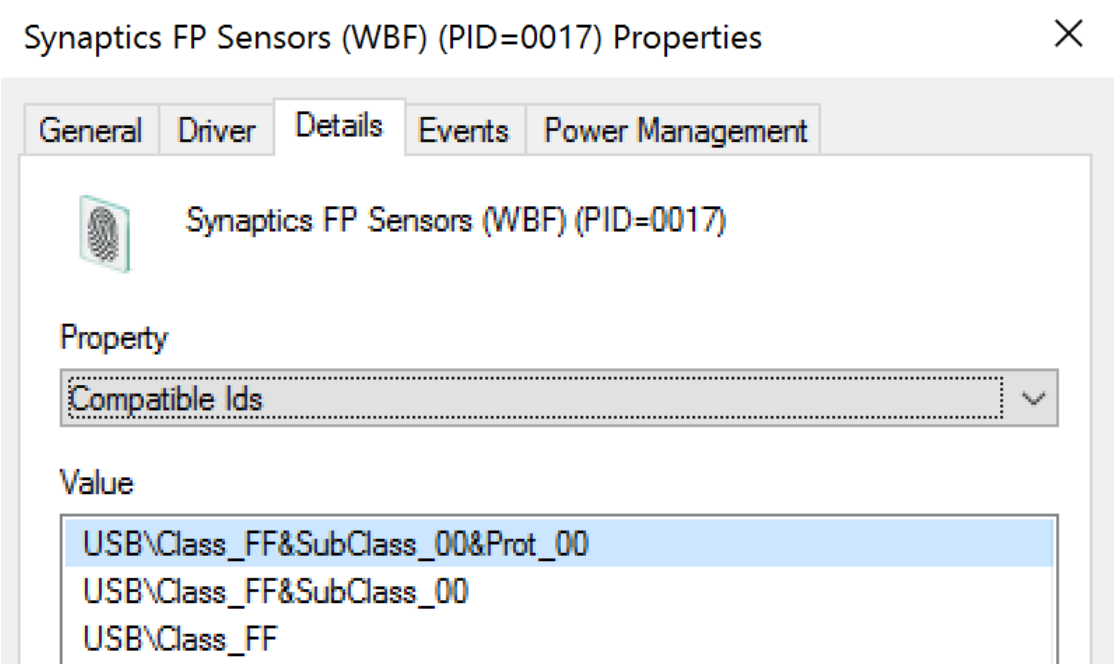 Synaptics FP Sensors (WBF) (PID=0017) Properties
General Driver Details Events Power Management
Synaptics FP Sensors (WBF) (PID=0017)
Property
Compatible Ids
Value
USB\Class_FF&SubClass_00&Prot_00
USB\Class_FF&SubClass_00
USB\Class_FF